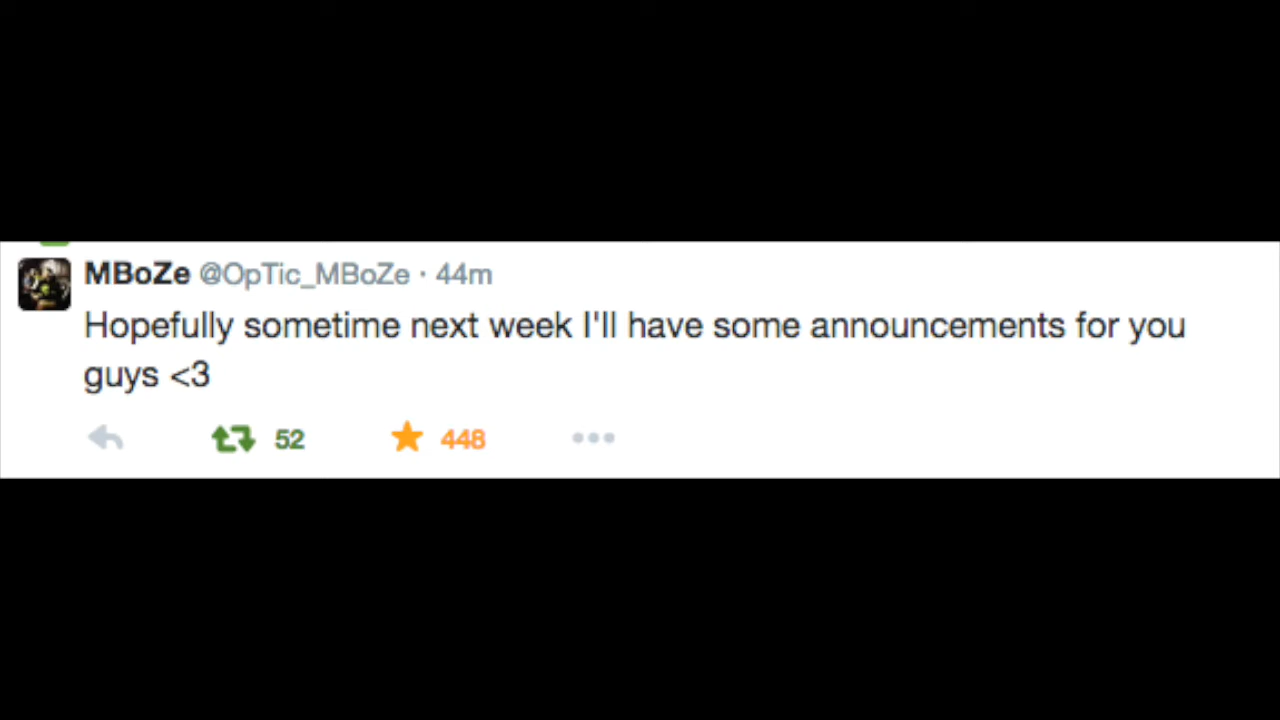 MBoZe @OpTic_MBoZe · 44m
Hopefully sometime next week I'll have some announcements for you
guys <3
52 448